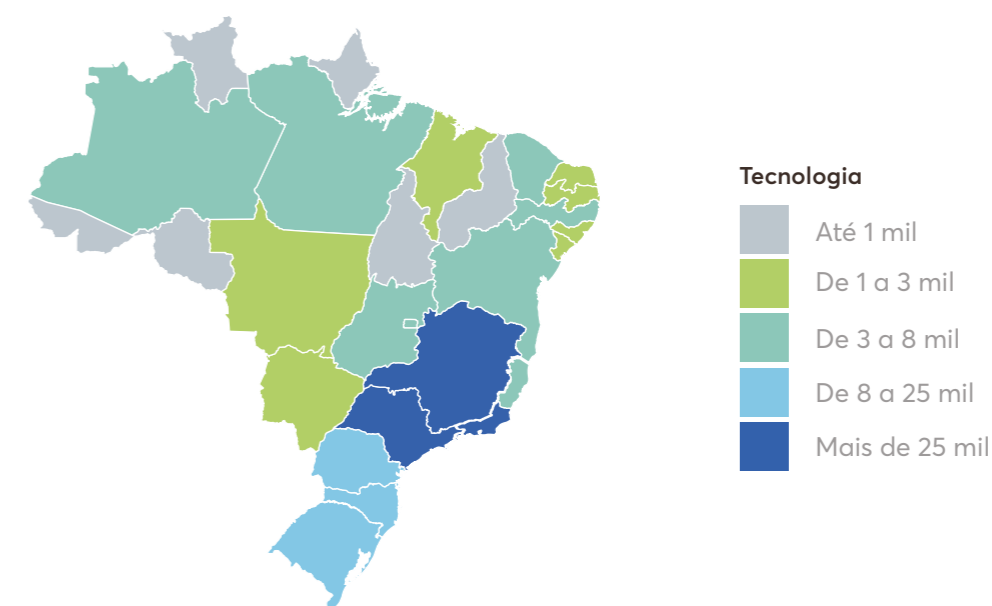 Tecnologia
Até 1 mil
De 1 a 3 mil
De 3 a 8 mil
De 8 a 25 mil
Mais de 25 mil